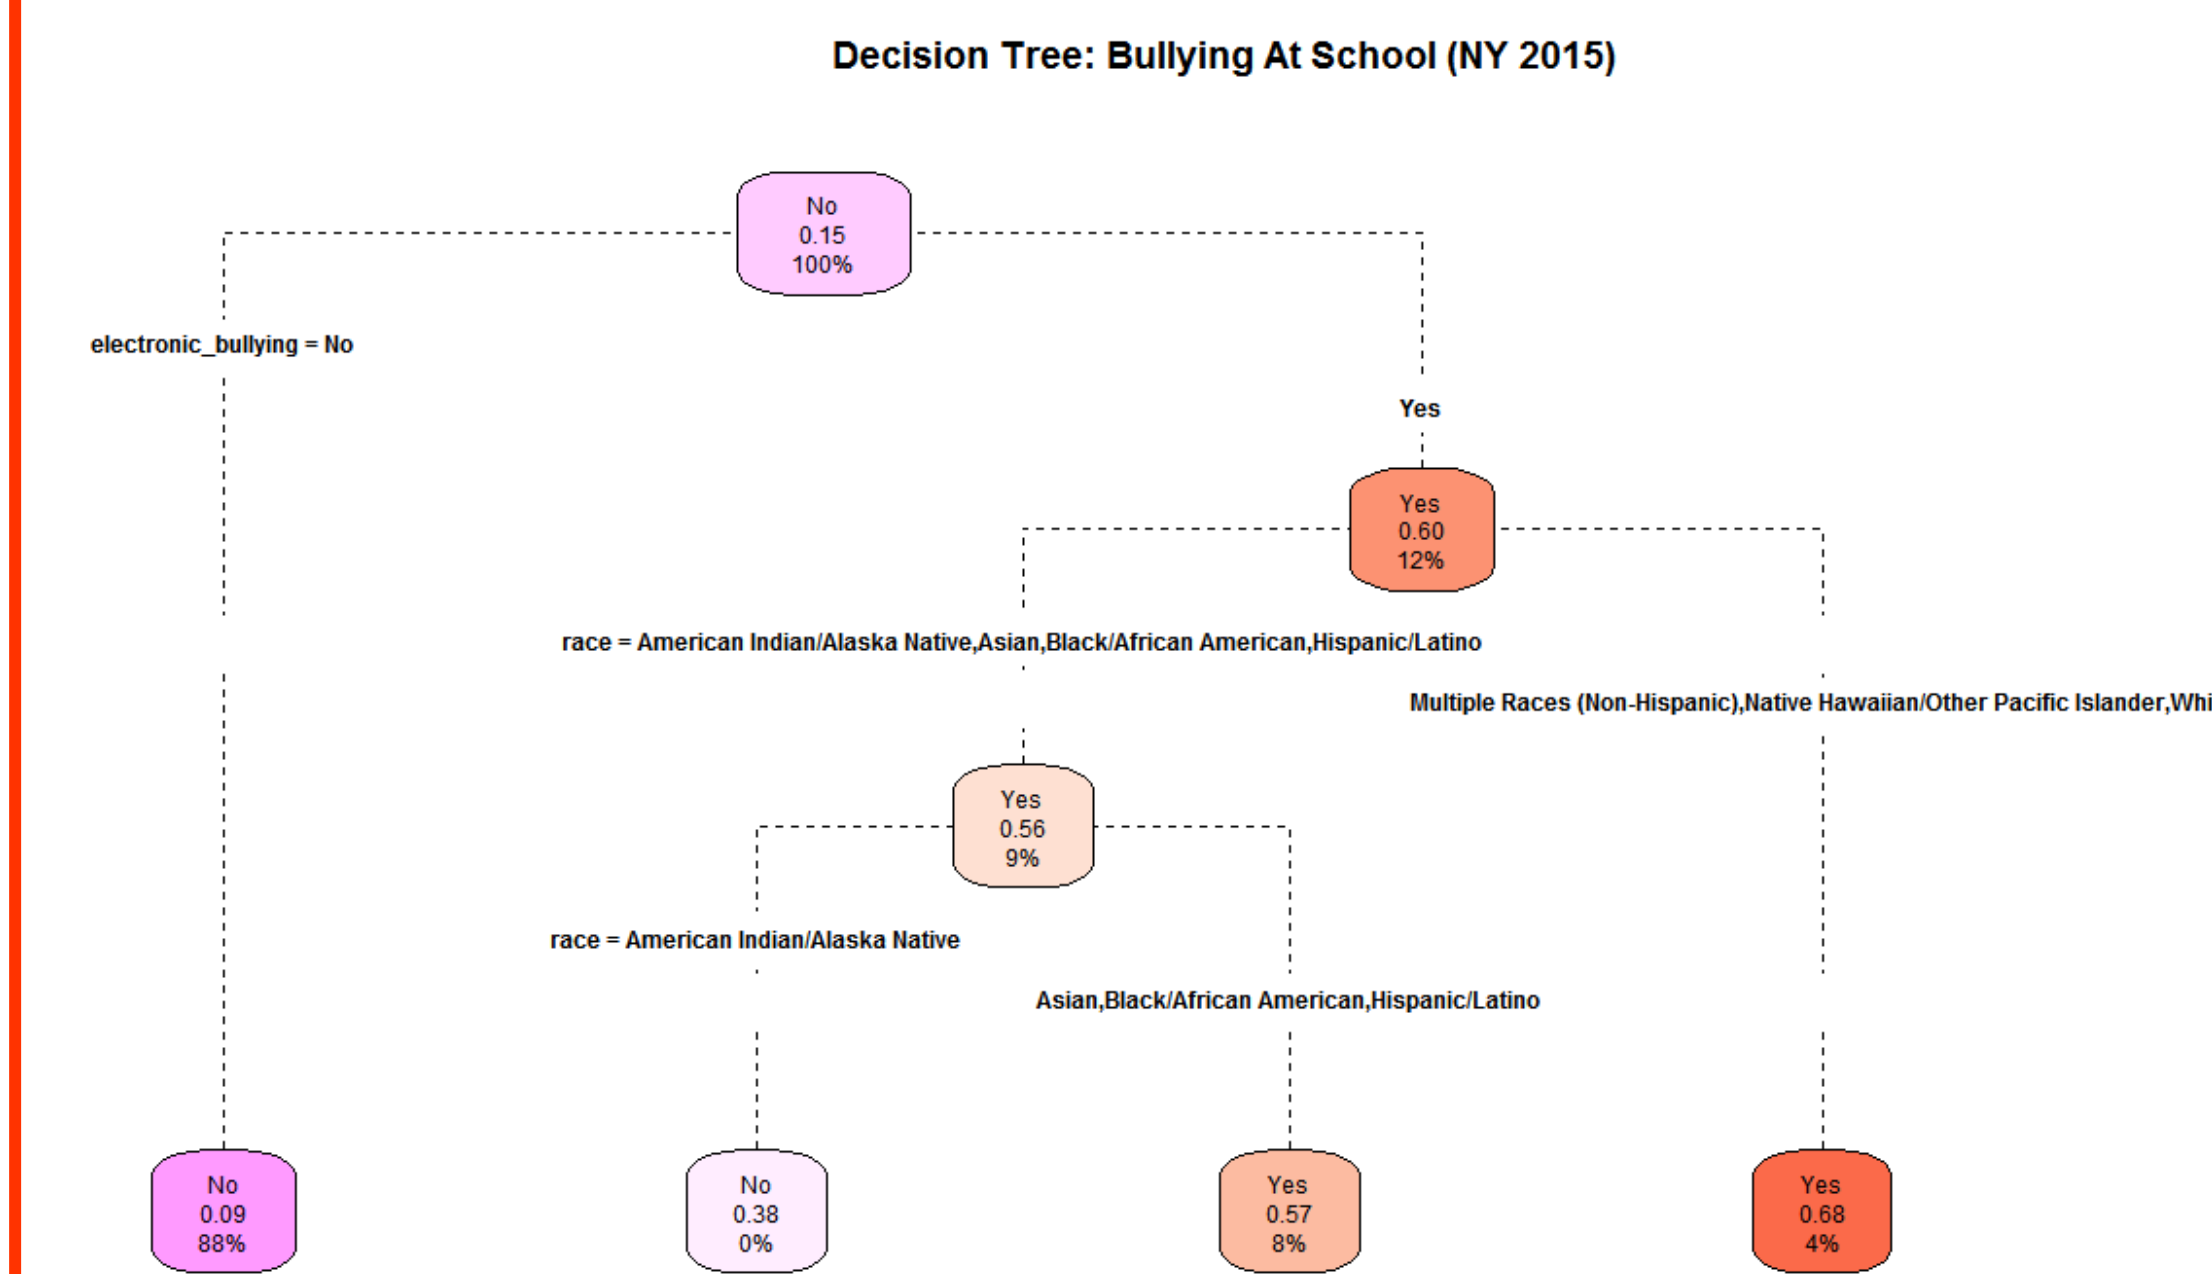 Decision Tree: Bullying At School (NY 2015)
No
0.15
100%
electronic_bullying = No
Yes
Yes
0.60
12%
race = American Indian/Alaska Native,Asian,Black/African American,Hispanic/Latino
Multiple Races (Non-Hispanic),Native Hawaiian/Other Pacific Islander,Whi
Yes
0.56
9%
race = American Indian/Alaska Native
Asian,Black/African American,Hispanic/Latino
No
0.09
88%
No
0.38
0%
Yes
0.57
8%
Yes
0.68
4%